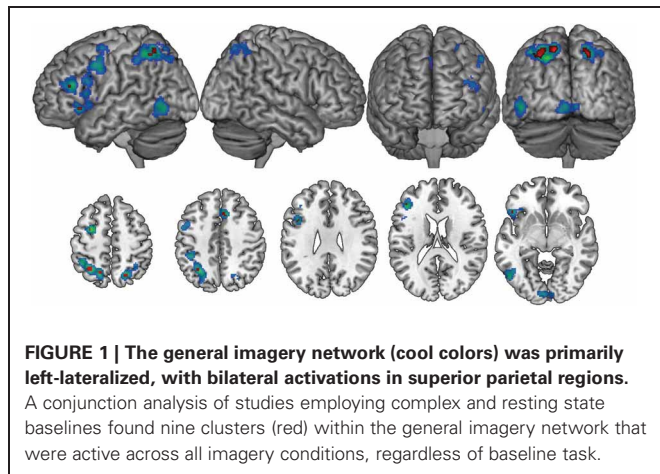 FIGURE 1 | The general imagery network (cool colors) was primarily
left-lateralized, with bilateral activations in superior parietal regions.
A conjunction analysis of studies employing complex and resting state
baselines found nine clusters (red) within the general imagery network that
were active across all imagery conditions, regardless of baseline task.